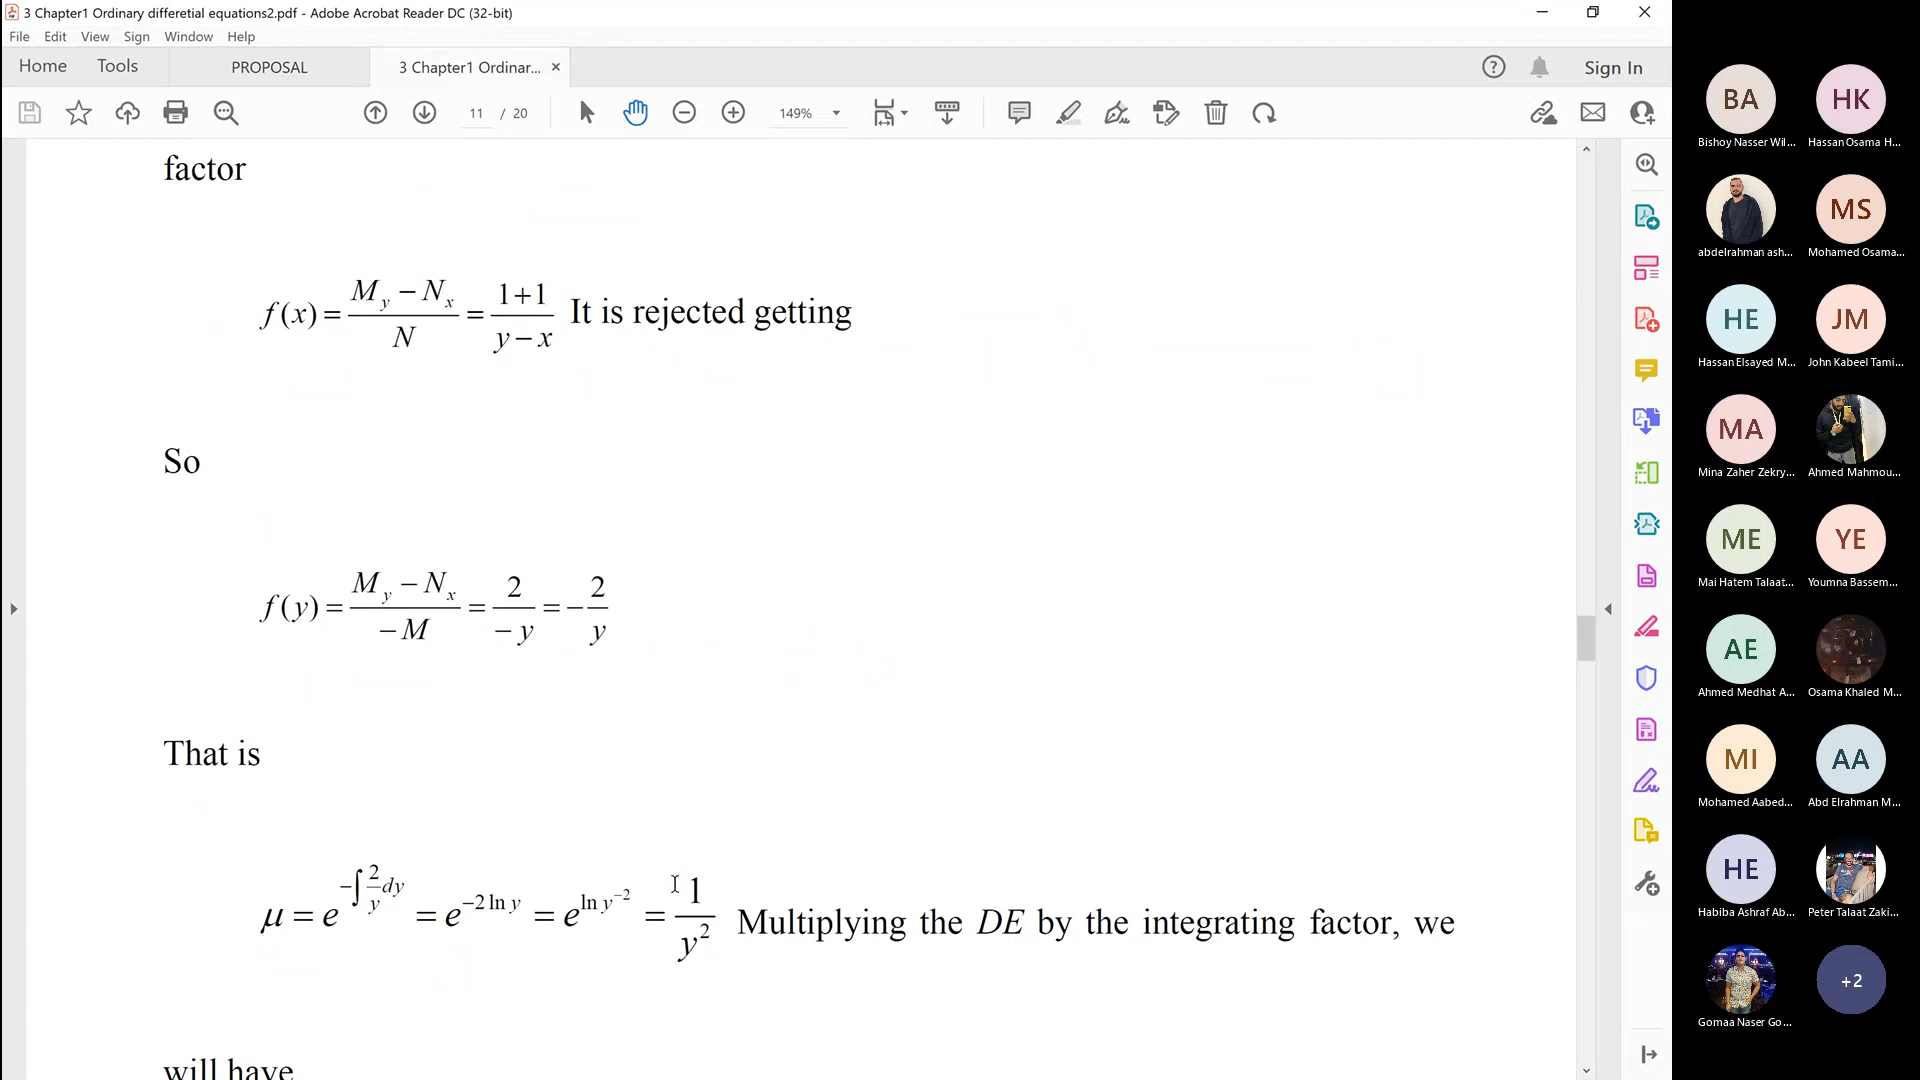 3 Chapter1 Ordinary differetial equations2.pdf - Adobe Acrobat Reader DC (32-bit)
File Edit View Sign Window Help
Home Tools PROPOSAL 3 Chapter1 Ordinar... × Sign In
11 / 20 149%
factor
f(x) = (M_y − N_x)/N = (1+1)/(y − x) It is rejected getting
So
f(y) = (M_y − N_x)/(−M) = 2/(−y) = −2/y
That is
μ = e^{−∫(2/y)dy} = e^{−2 ln y} = e^{ln y^{−2}} = 1/y² Multiplying the DE by the integrating factor, we
will have
BA HK
Bishoy Nasser Wil... Hassan Osama H...
MS
abdelrahman ash... Mohamed Osama...
HE JM
Hassan Elsayed M... John Kabeel Tami...
MA
Mina Zaher Zekry... Ahmed Mahmou...
ME YE
Mai Hatem Talaat... Youmna Bassem...
AE
Ahmed Medhat A... Osama Khaled M...
MI AA
Mohamed Aabed... Abd Elrahman M...
HE
Habiba Ashraf Ab... Peter Talaat Zaki...
+2
Gomaa Naser Go...